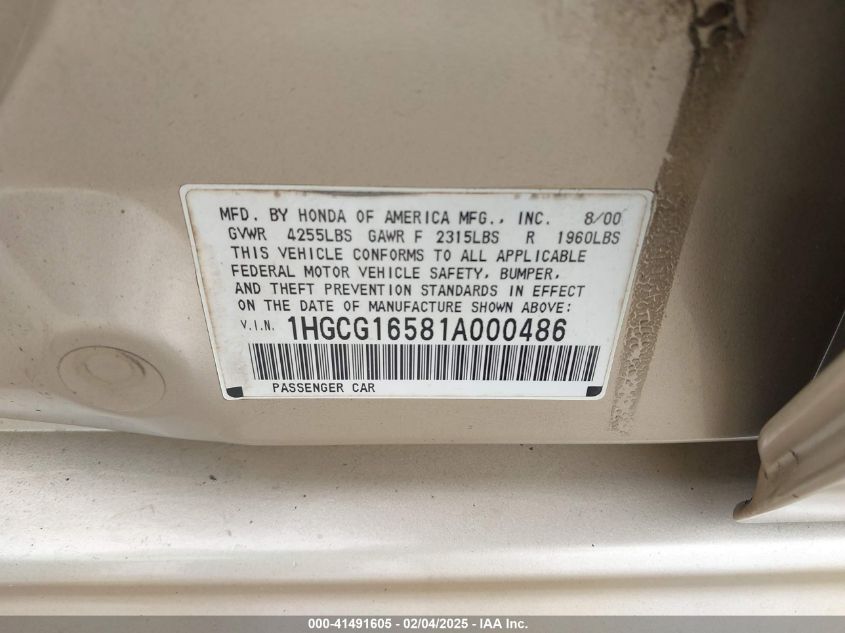 MFD. BY HONDA OF AMERICA MFG., INC. 8/00
GVWR 4255LBS GAWR F 2315LBS R 1960LBS
THIS VEHICLE CONFORMS TO ALL APPLICABLE
FEDERAL MOTOR VEHICLE SAFETY, BUMPER,
AND THEFT PREVENTION STANDARDS IN EFFECT
ON THE DATE OF MANUFACTURE SHOWN ABOVE:
V.I.N. 1HGCG16581A000486
PASSENGER CAR
000-41491605 - 02/04/2025 - IAA Inc.